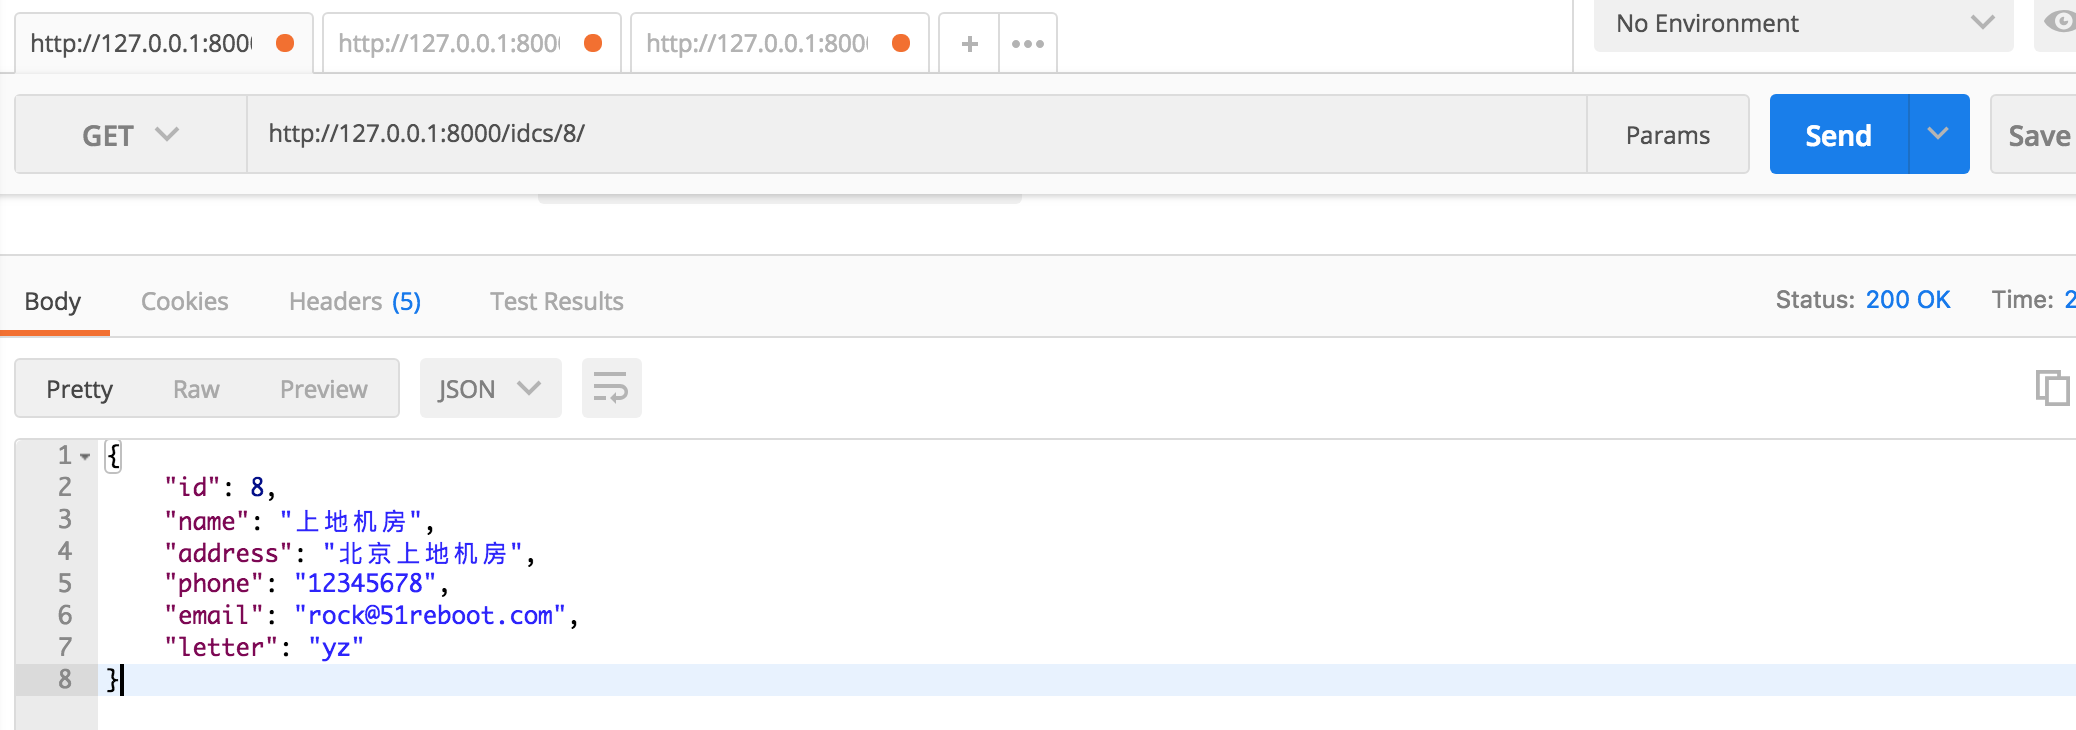 http://127.0.0.1:800 http://127.0.0.1:800 http://127.0.0.1:800 + ••• No Environment
GET http://127.0.0.1:8000/idcs/8/ Params Send Save
Body Cookies Headers (5) Test Results Status: 200 OK Time: 2
Pretty Raw Preview JSON
1 {
2 "id": 8,
3 "name": "上地机房",
4 "address": "北京上地机房",
5 "phone": "12345678",
6 "email": "rock@51reboot.com",
7 "letter": "yz"
8 }